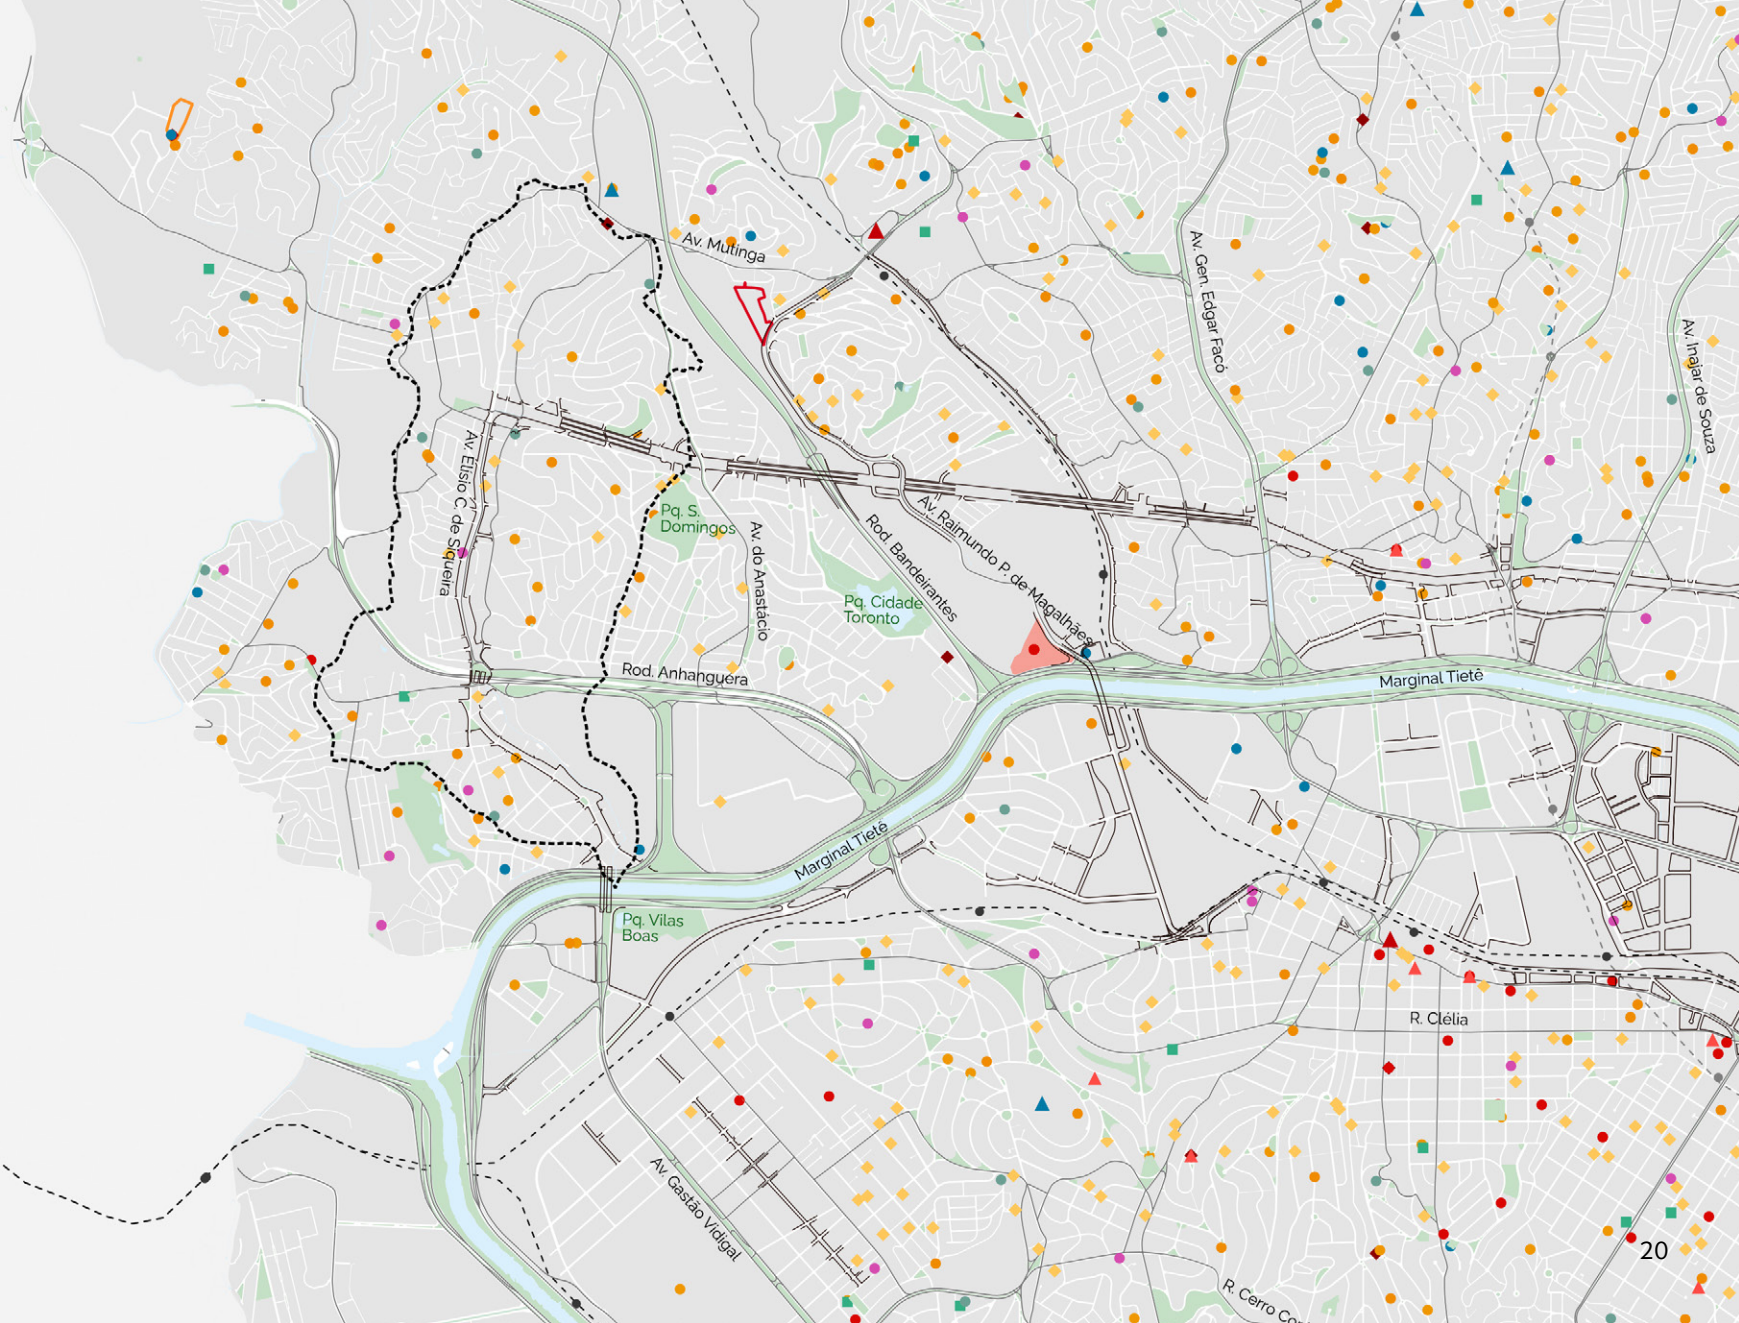 Av. Mutinga
Av. Gen. Edgar Facó
Av. Inajar de Souza
Av. Elísio C. de Siqueira
Pq. S.
Domingos
Av. do Anastácio
Rod. Bandeirantes
Av. Raimundo P. de Magalhães
Pq. Cidade
Toronto
Rod. Anhanguera
Marginal Tietê
Marginal Tietê
Pq. Vilas
Boas
R. Clélia
Av. Gastão Vidigal
20
R. Cerro Cor